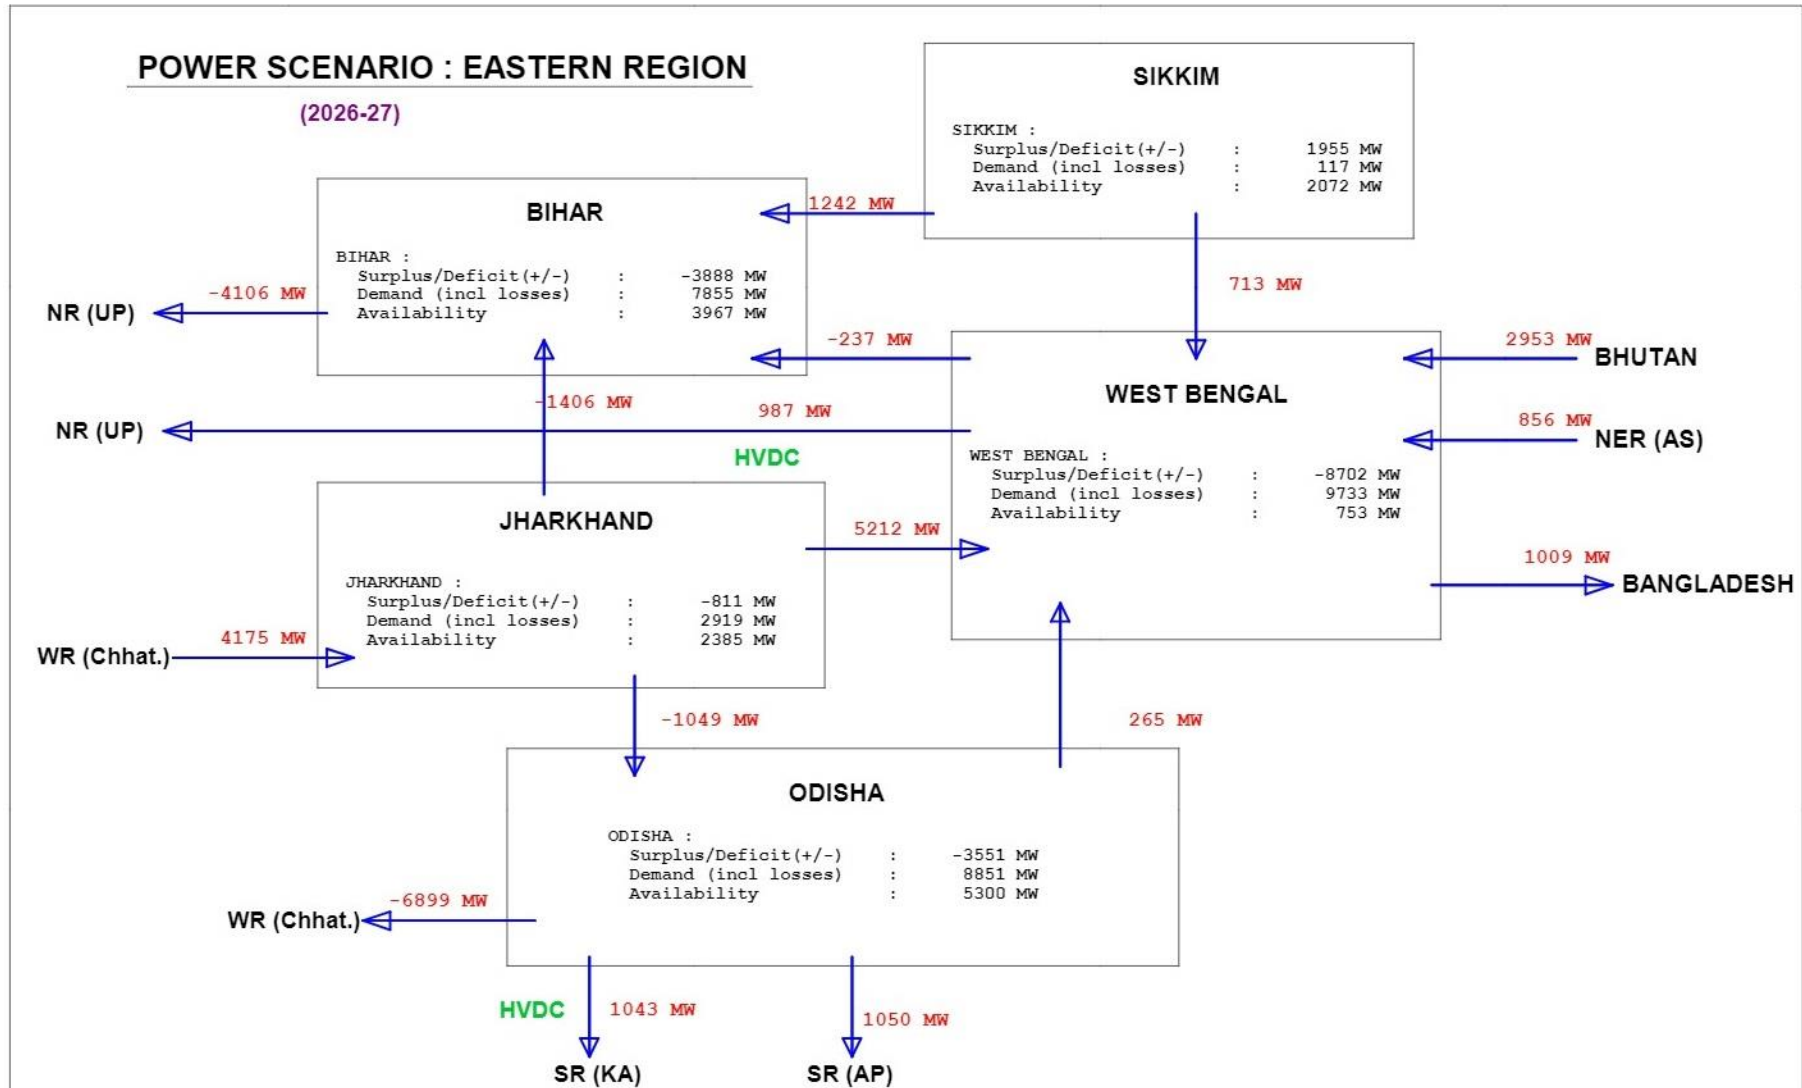 POWER SCENARIO : EASTERN REGION
(2026-27)
SIKKIM
SIKKIM :
Surplus/Deficit(+/-) : 1955 MW
Demand (incl losses) : 117 MW
Availability : 2072 MW
1242 MW
713 MW
BIHAR
BIHAR :
Surplus/Deficit(+/-) : -3888 MW
Demand (incl losses) : 7855 MW
Availability : 3967 MW
-4106 MW
NR (UP)
-237 MW
-1406 MW
987 MW
NR (UP)
HVDC
WEST BENGAL
WEST BENGAL :
Surplus/Deficit(+/-) : -8702 MW
Demand (incl losses) : 9733 MW
Availability : 753 MW
2953 MW
BHUTAN
856 MW
NER (AS)
1009 MW
BANGLADESH
JHARKHAND
JHARKHAND :
Surplus/Deficit(+/-) : -811 MW
Demand (incl losses) : 2919 MW
Availability : 2385 MW
5212 MW
4175 MW
WR (Chhat.)
-1049 MW
265 MW
ODISHA
ODISHA :
Surplus/Deficit(+/-) : -3551 MW
Demand (incl losses) : 8851 MW
Availability : 5300 MW
-6899 MW
WR (Chhat.)
HVDC
1043 MW
1050 MW
SR (KA)
SR (AP)